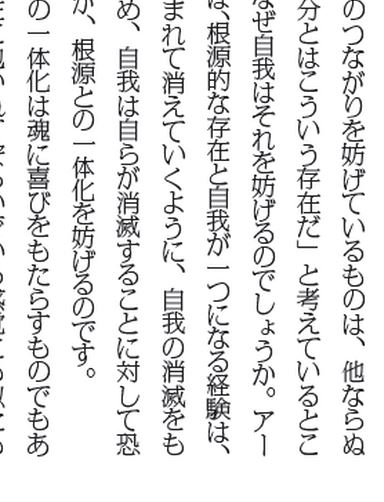 のつながりを妨げているものは、他ならぬ
分とはこういう存在だ」と考えているとこ
なぜ自我はそれを妨げるのでしょうか。アー
は、根源的な存在と自我が一つになる経験は、
まれて消えていくように、自我の消滅をも
め、自我は自らが消滅することに対して恐
が、根源との一体化を妨げるのです。
の一体化は魂に喜びをもたらすものでもあ